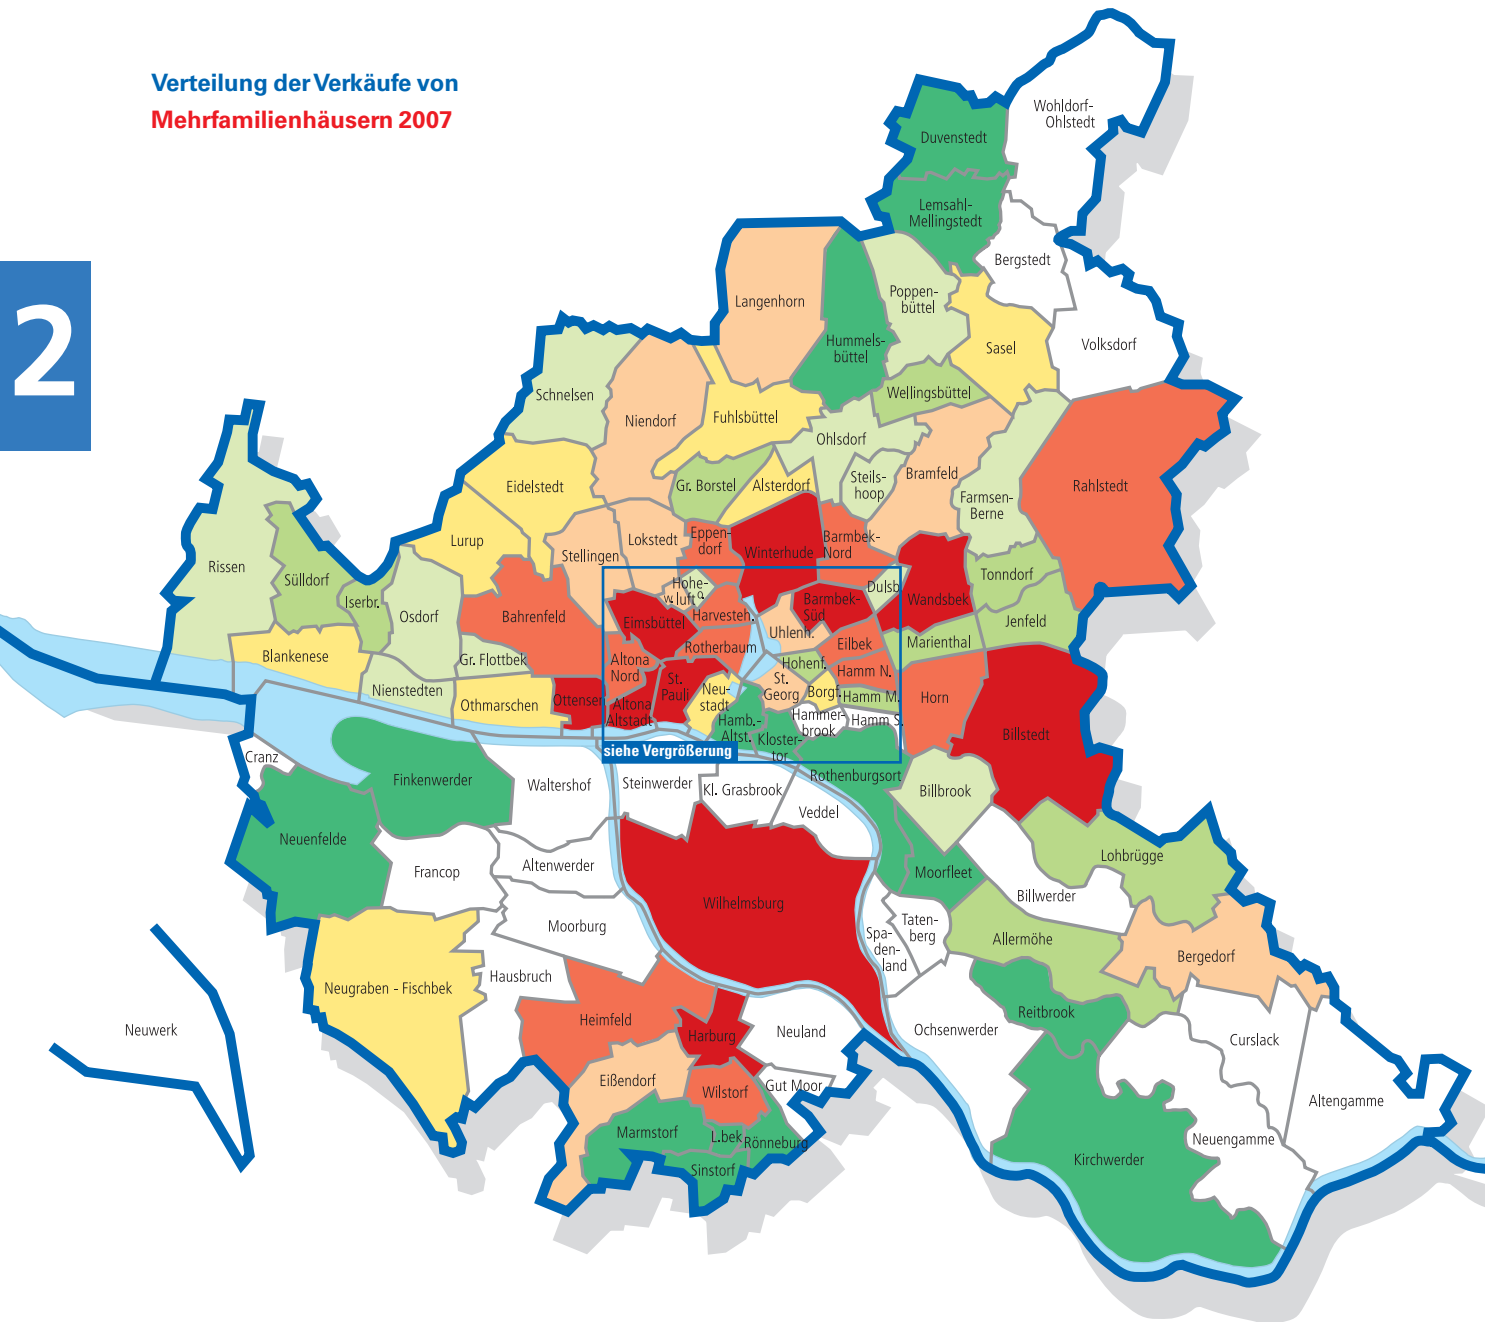 Verteilung der Verkäufe von
Mehrfamilienhäusern 2007
2
Wohldorf-
Ohlstedt
Duvenstedt
Lemsahl-
Mellingstedt
Bergstedt
Langenhorn
Poppen-
büttel
Hummels-
büttel
Sasel
Volksdorf
Schnelsen
Niendorf
Fuhlsbüttel
Wellingsbüttel
Ohlsdorf
Eidelstedt
Gr. Borstel
Alsterdorf
Steils-
hoop
Bramfeld
Farmsen-
Berne
Rahlstedt
Lurup
Stellingen
Lokstedt
Eppen-
dorf
Winterhude
Barmbek-
Nord
Rissen
Sülldorf
Iserbr.
Osdorf
Bahrenfeld
Hohe-
luft
w.
o.
Dulsb.
Tonndorf
Wandsbek
Eimsbüttel
Harvesteh.
Barmbek-
Süd
Jenfeld
Uhlenh.
Eilbek
Marienthal
Blankenese
Gr. Flottbek
Altona
Nord
Rotherbaum
Hohenf.
Hamm N.
Nienstedten
Othmarschen
Ottensen
St.
Pauli
Neu-
stadt
St.
Georg
Borgf.
Hamm M.
Horn
Altona
Altstadt
Hamb.-
Altst.
Hammer-
brook
Hamm S.
Billstedt
siehe Vergrößerung
Kloster-
tor
Cranz
Finkenwerder
Waltershof
Steinwerder
Kl. Grasbrook
Rothenburgsort
Billbrook
Veddel
Neuenfelde
Francop
Altenwerder
Moorfleet
Lohbrügge
Billwerder
Wilhelmsburg
Moorburg
Spa-
den-
land
Taten-
berg
Allermöhe
Bergedorf
Hausbruch
Neugraben - Fischbek
Neuwerk
Heimfeld
Harburg
Neuland
Ochsenwerder
Reitbrook
Curslack
Eißendorf
Wilstorf
Gut Moor
Altengamme
Marmstorf
L.bek
Rönneburg
Neuengamme
Sinstorf
Kirchwerder